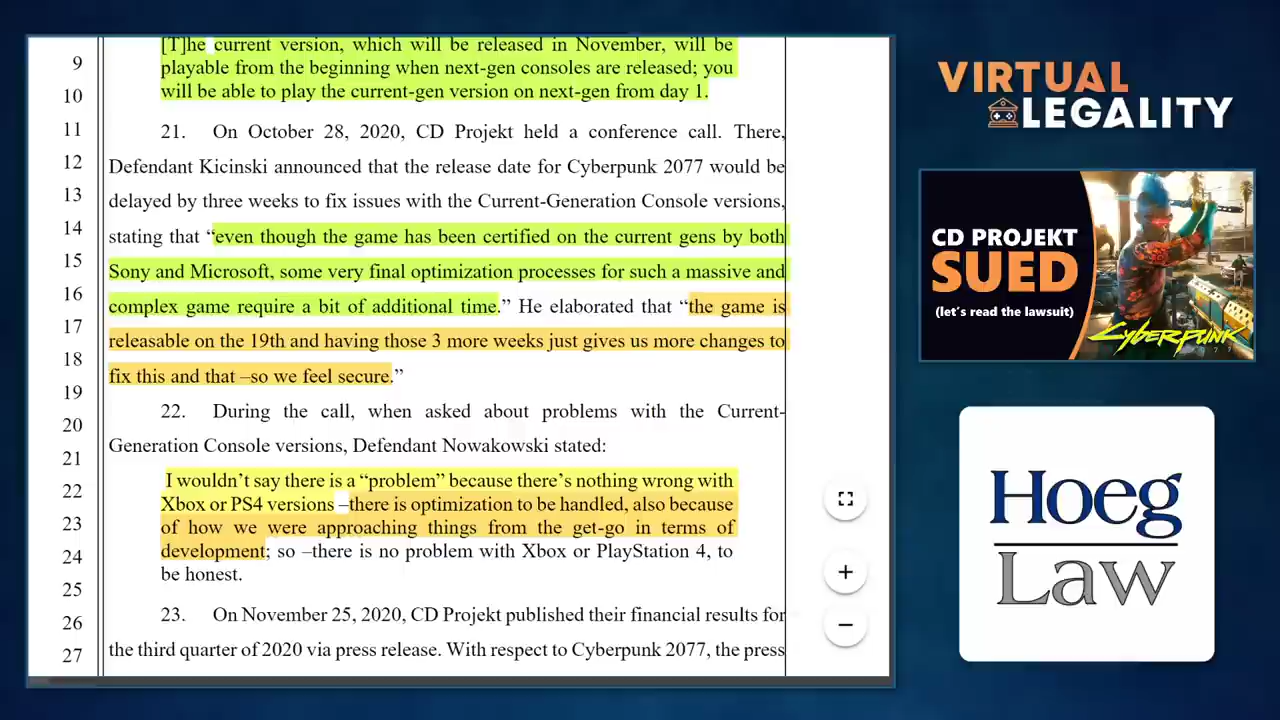 [T]he current version, which will be released in November, will be
9
playable from the beginning when next-gen consoles are released; you
10
will be able to play the current-gen version on next-gen from day 1.
11
21. On October 28, 2020, CD Projekt held a conference call. There,
12
Defendant Kicinski announced that the release date for Cyberpunk 2077 would be
13
delayed by three weeks to fix issues with the Current-Generation Console versions,
14
stating that “even though the game has been certified on the current gens by both
15
Sony and Microsoft, some very final optimization processes for such a massive and
16
complex game require a bit of additional time.” He elaborated that “the game is
17
releasable on the 19th and having those 3 more weeks just gives us more changes to
18
fix this and that –so we feel secure.”
19
22. During the call, when asked about problems with the Current-
20
Generation Console versions, Defendant Nowakowski stated:
21
I wouldn’t say there is a “problem” because there’s nothing wrong with
22
Xbox or PS4 versions –there is optimization to be handled, also because
23
of how we were approaching things from the get-go in terms of
24
development; so –there is no problem with Xbox or PlayStation 4, to
be honest.
25
23. On November 25, 2020, CD Projekt published their financial results for
26
the third quarter of 2020 via press release. With respect to Cyberpunk 2077, the press
27
VIRTUAL
LEGALITY
CD PROJEKT
SUED
(let's read the lawsuit)
Cyberpunk
2077
Hoeg
Law